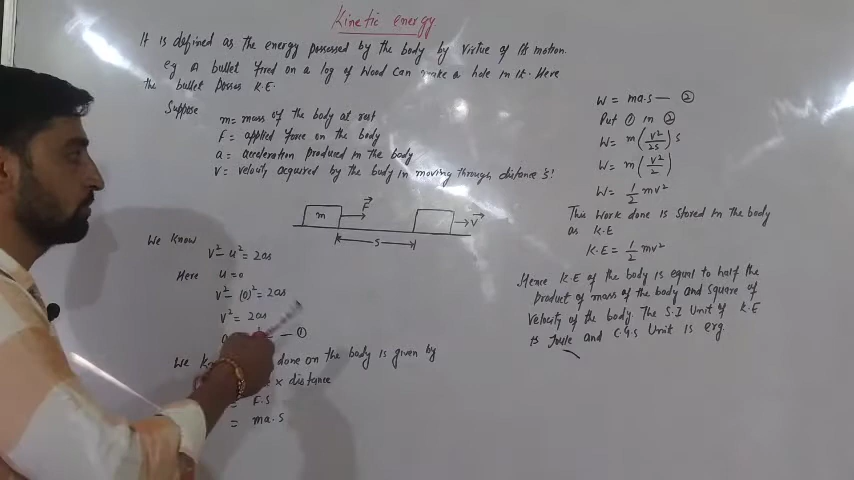 Kinetic energy
It is defined as the energy possessed by the body by virtue of its motion.
eg A bullet fired on a log of wood can make a hole in it. Here
the bullet posses K.E.
Suppose
m = mass of the body at rest
F = applied force on the body
a = acceleration produced in the body
v = velocity acquired by the body in moving through distance 's'
m F⃗ v⃗
s
We know
v² - u² = 2as
Here u = 0
v² - (0)² = 2as
v² = 2as
— ①
We done on the body is given by
× distance
= F.S
= ma.S
W = ma.S — ②
Put ① in ②
W = m(v²/2s) s
W = m(v²/2)
W = 1/2 mv²
This work done is stored in the body
as K.E
K.E = 1/2 mv²
Hence K.E of the body is equal to half the
product of mass of the body and square of
velocity of the body. The S.I Unit of K.E
is Joule and C.G.S Unit is erg